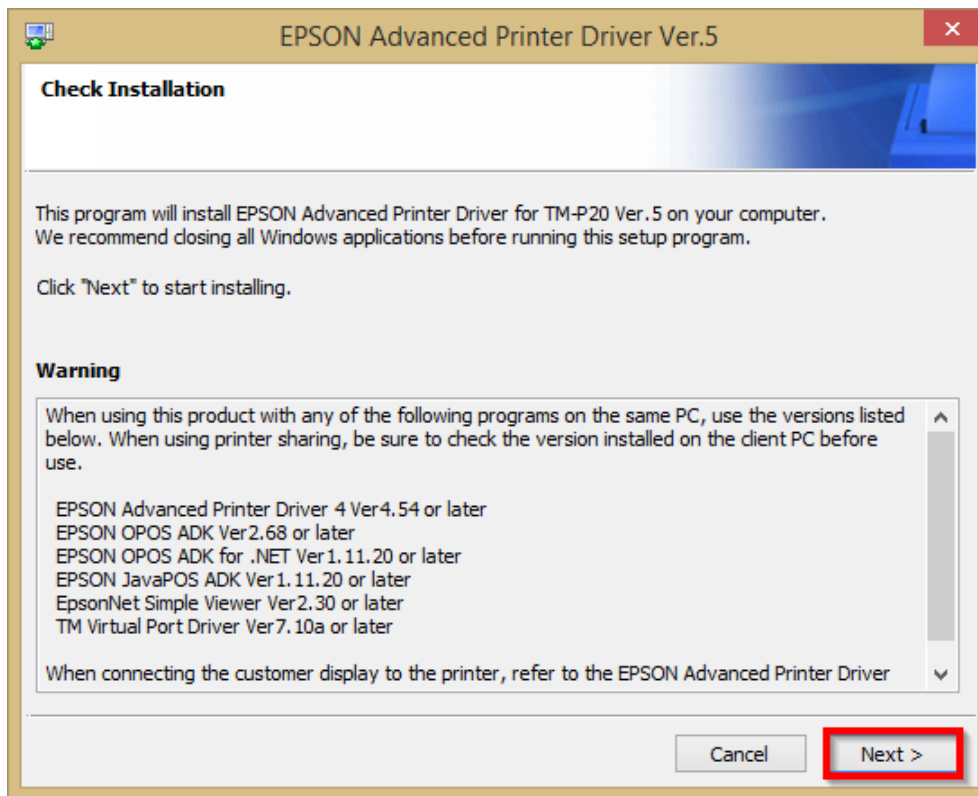 EPSON Advanced Printer Driver Ver.5
Check Installation
This program will install EPSON Advanced Printer Driver for TM-P20 Ver.5 on your computer.
We recommend closing all Windows applications before running this setup program.
Click "Next" to start installing.
Warning
When using this product with any of the following programs on the same PC, use the versions listed
below. When using printer sharing, be sure to check the version installed on the client PC before
use.
EPSON Advanced Printer Driver 4 Ver4.54 or later
EPSON OPOS ADK Ver2.68 or later
EPSON OPOS ADK for .NET Ver1.11.20 or later
EPSON JavaPOS ADK Ver1.11.20 or later
EpsonNet Simple Viewer Ver2.30 or later
TM Virtual Port Driver Ver7.10a or later
When connecting the customer display to the printer, refer to the EPSON Advanced Printer Driver
Cancel
Next >